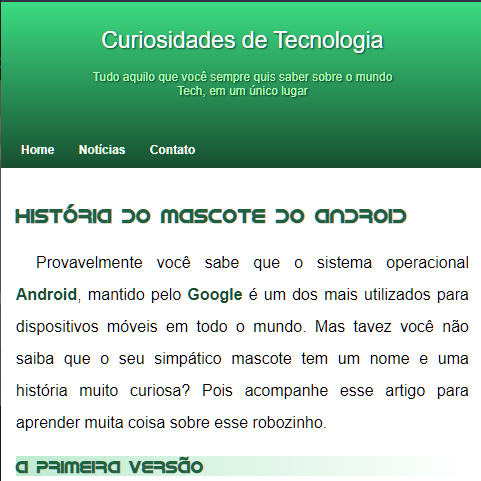 Curiosidades de Tecnologia
Tudo aquilo que você sempre quis saber sobre o mundo
Tech, em um único lugar
Home Notícias Contato
História do Mascote do Android
Provavelmente você sabe que o sistema operacional
Android, mantido pelo Google é um dos mais utilizados para
dispositivos móveis em todo o mundo. Mas tavez você não
saiba que o seu simpático mascote tem um nome e uma
história muito curiosa? Pois acompanhe esse artigo para
aprender muita coisa sobre esse robozinho.
A primeira versão